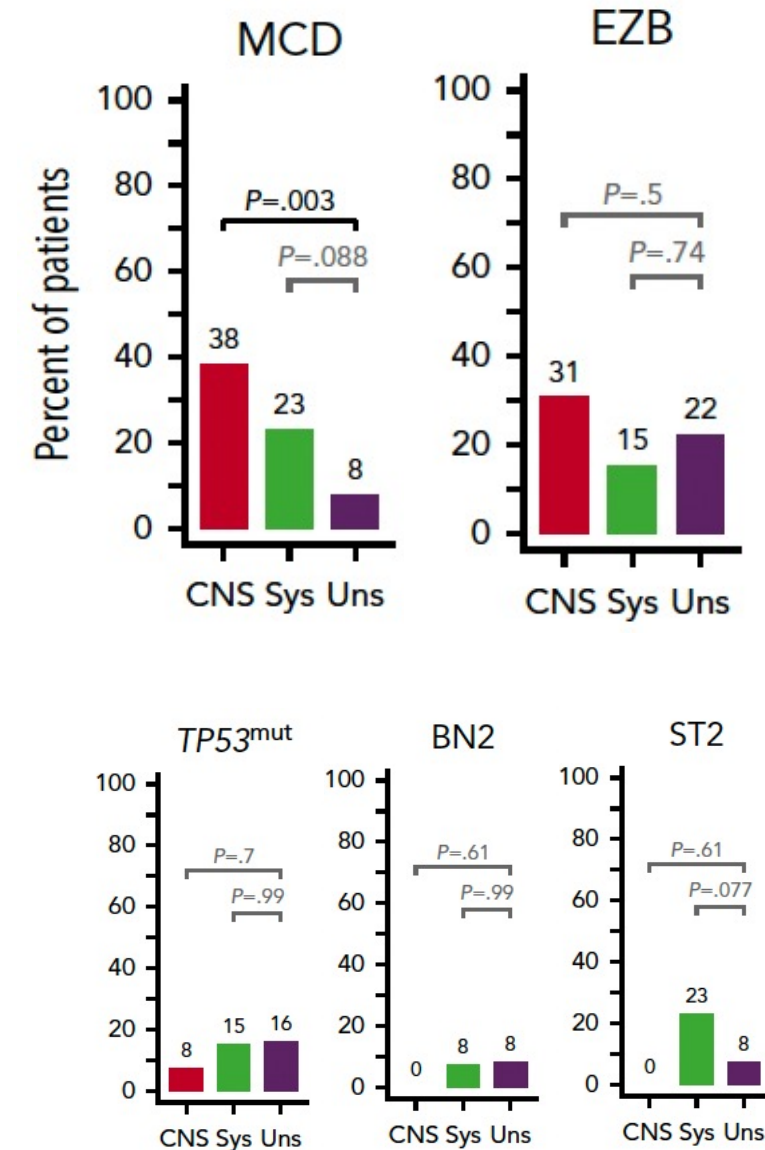 MCD
EZB
Percent of patients
100
80
60
40
20
0
P=.003
P=.088
38
23
8
CNS Sys Uns
100
80
60
40
20
0
P=.5
P=.74
31
15
22
CNS Sys Uns
TP53mut
BN2
ST2
100
80
60
40
20
0
P=.7
P=.99
8
15
16
CNS Sys Uns
100
80
60
40
20
0
P=.61
P=.99
0
8
8
CNS Sys Uns
100
80
60
40
20
0
P=.61
P=.077
0
23
8
CNS Sys Uns